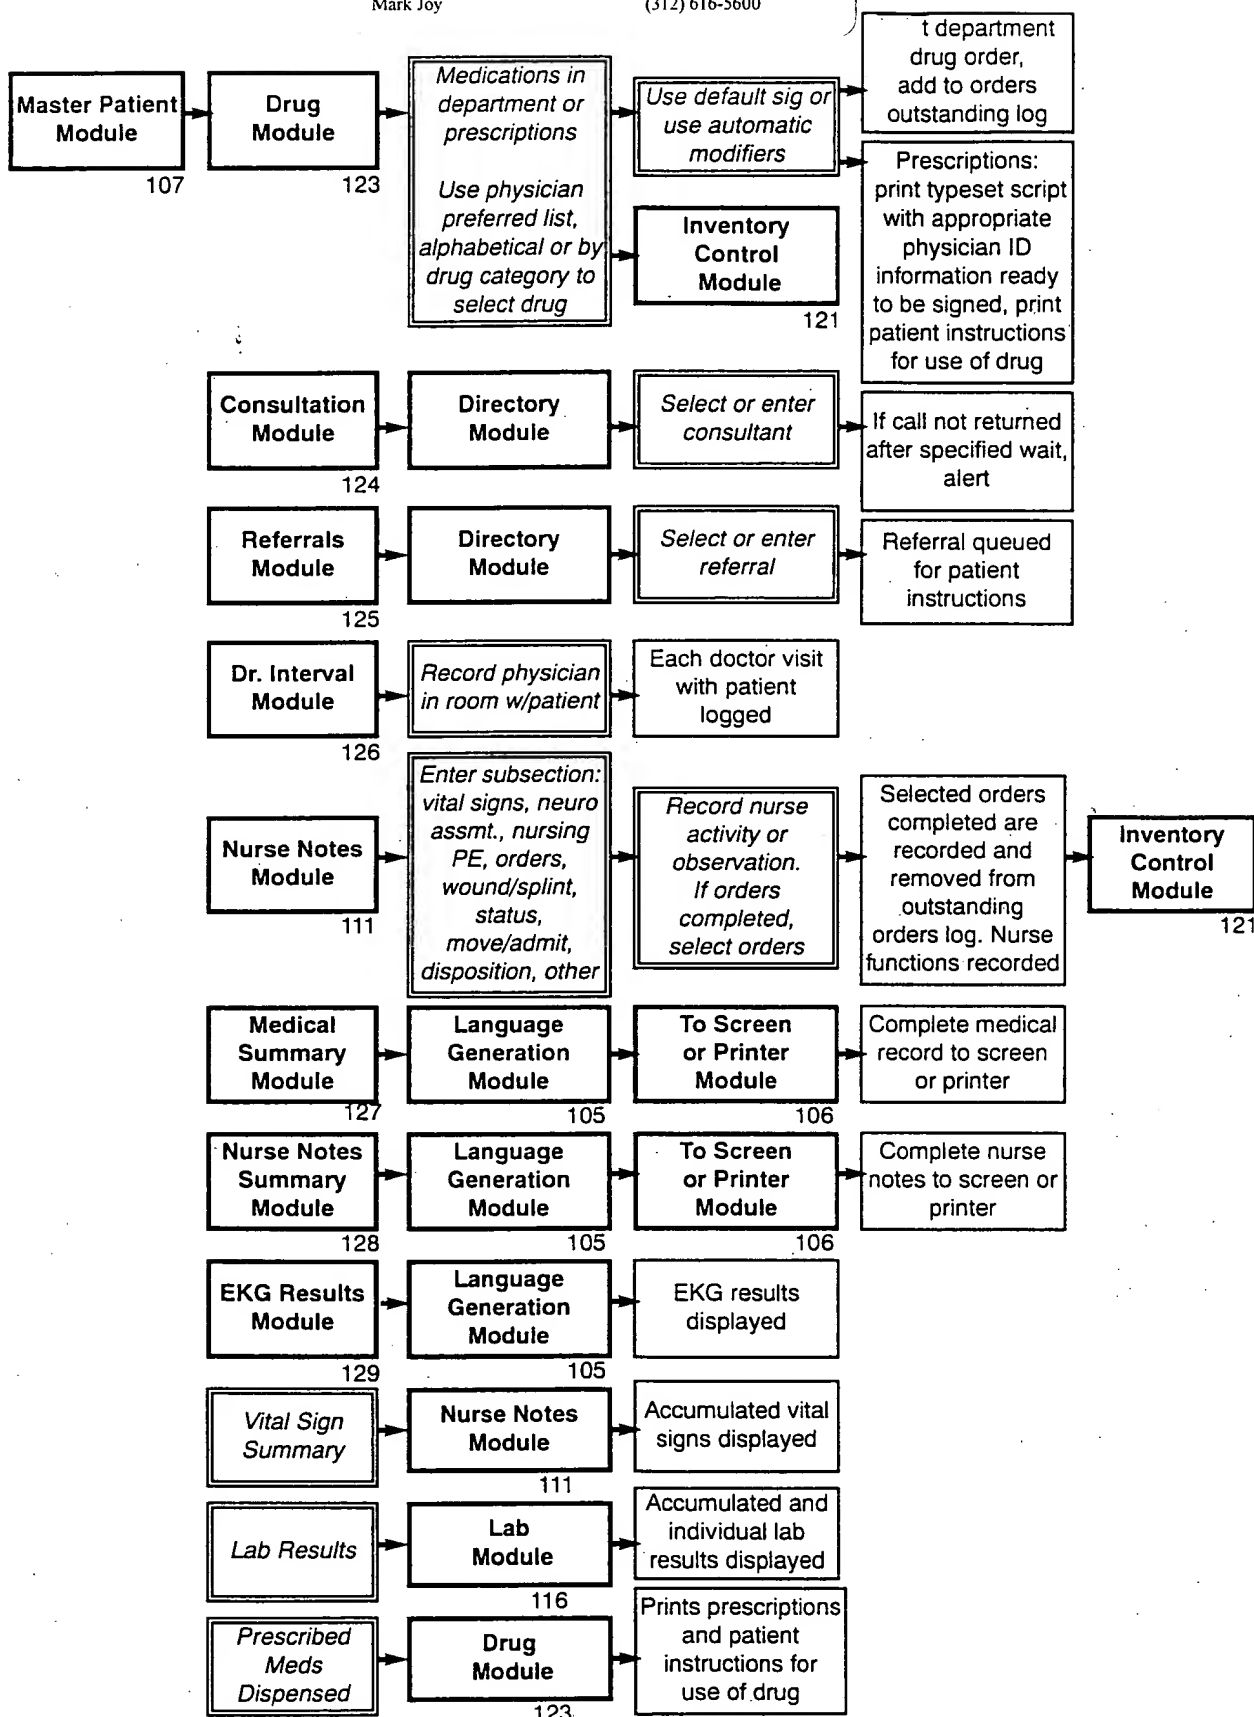 Mark Joy (312) 616-5600
t department
drug order,
add to orders
outstanding log
Master Patient
Module
107
Drug
Module
123
Medications in
department or
prescriptions
Use physician
preferred list,
alphabetical or by
drug category to
select drug
Use default sig or
use automatic
modifiers
Inventory
Control
Module
121
Prescriptions:
print typeset script
with appropriate
physician ID
information ready
to be signed, print
patient instructions
for use of drug
Consultation
Module
124
Directory
Module
Select or enter
consultant
If call not returned
after specified wait,
alert
Referrals
Module
125
Directory
Module
Select or enter
referral
Referral queued
for patient
instructions
Dr. Interval
Module
126
Record physician
in room w/patient
Each doctor visit
with patient
logged
Nurse Notes
Module
111
Enter subsection:
vital signs, neuro
assmt., nursing
PE, orders,
wound/splint,
status,
move/admit,
disposition, other
Record nurse
activity or
observation.
If orders
completed,
select orders
Selected orders
completed are
recorded and
removed from
outstanding
orders log. Nurse
functions recorded
Inventory
Control
Module
121
Medical
Summary
Module
127
Language
Generation
Module
105
To Screen
or Printer
Module
106
Complete medical
record to screen
or printer
Nurse Notes
Summary
Module
128
Language
Generation
Module
105
To Screen
or Printer
Module
106
Complete nurse
notes to screen or
printer
EKG Results
Module
129
Language
Generation
Module
105
EKG results
displayed
Vital Sign
Summary
Nurse Notes
Module
111
Accumulated vital
signs displayed
Lab Results
Lab
Module
116
Accumulated and
individual lab
results displayed
Prescribed
Meds
Dispensed
Drug
Module
123
Prints prescriptions
and patient
instructions for
use of drug